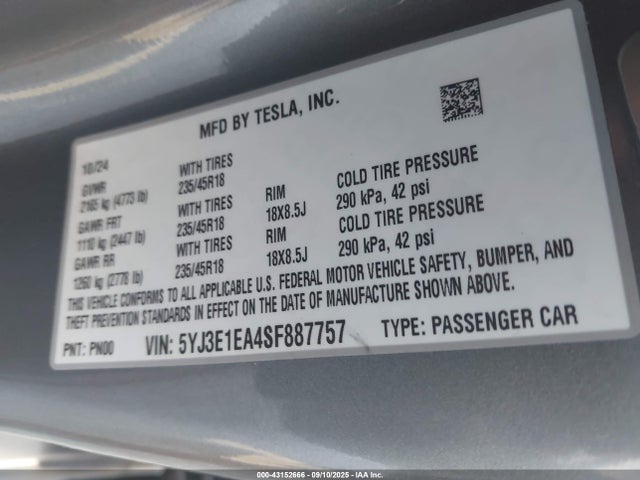 MFD BY TESLA, INC.
10/24
GVWR WITH TIRES
2165 kg (4773 lb) 235/45R18 RIM COLD TIRE PRESSURE
GAWR FRT WITH TIRES 18X8.5J 290 kPa, 42 psi
1110 kg (2447 lb) 235/45R18 RIM COLD TIRE PRESSURE
GAWR RR WITH TIRES 18X8.5J 290 kPa, 42 psi
1260 kg (2778 lb) 235/45R18
THIS VEHICLE CONFORMS TO ALL APPLICABLE U.S. FEDERAL MOTOR VEHICLE SAFETY, BUMPER, AND
THEFT PREVENTION STANDARDS IN EFFECT ON THE DATE OF MANUFACTURE SHOWN ABOVE.
PNT: PN00 VIN: 5YJ3E1EA4SF887757 TYPE: PASSENGER CAR
000-43152666 - 09/10/2025 - IAA Inc.